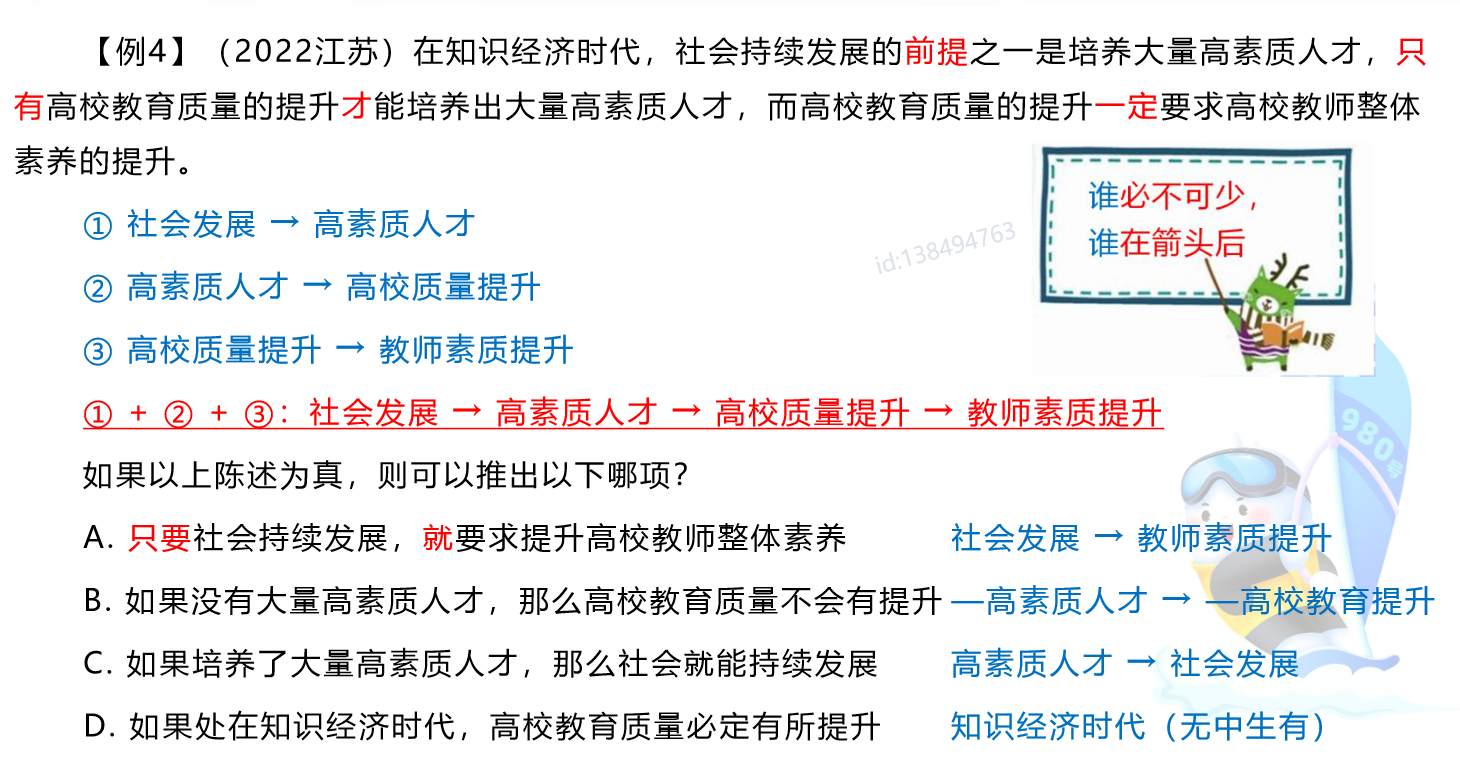 【例4】（2022江苏）在知识经济时代，社会持续发展的前提之一是培养大量高素质人才，只
有高校教育质量的提升才能培养出大量高素质人才，而高校教育质量的提升一定要求高校教师整体
素养的提升。
谁必不可少，
谁在箭头后
① 社会发展 → 高素质人才
id:138494763
② 高素质人才 → 高校质量提升
③ 高校质量提升 → 教师素质提升
① + ② + ③：社会发展 → 高素质人才 → 高校质量提升 → 教师素质提升
980号
如果以上陈述为真，则可以推出以下哪项？
A. 只要社会持续发展，就要求提升高校教师整体素养 社会发展 → 教师素质提升
B. 如果没有大量高素质人才，那么高校教育质量不会有提升 —高素质人才 → —高校教育提升
C. 如果培养了大量高素质人才，那么社会就能持续发展 高素质人才 → 社会发展
D. 如果处在知识经济时代，高校教育质量必定有所提升 知识经济时代（无中生有）